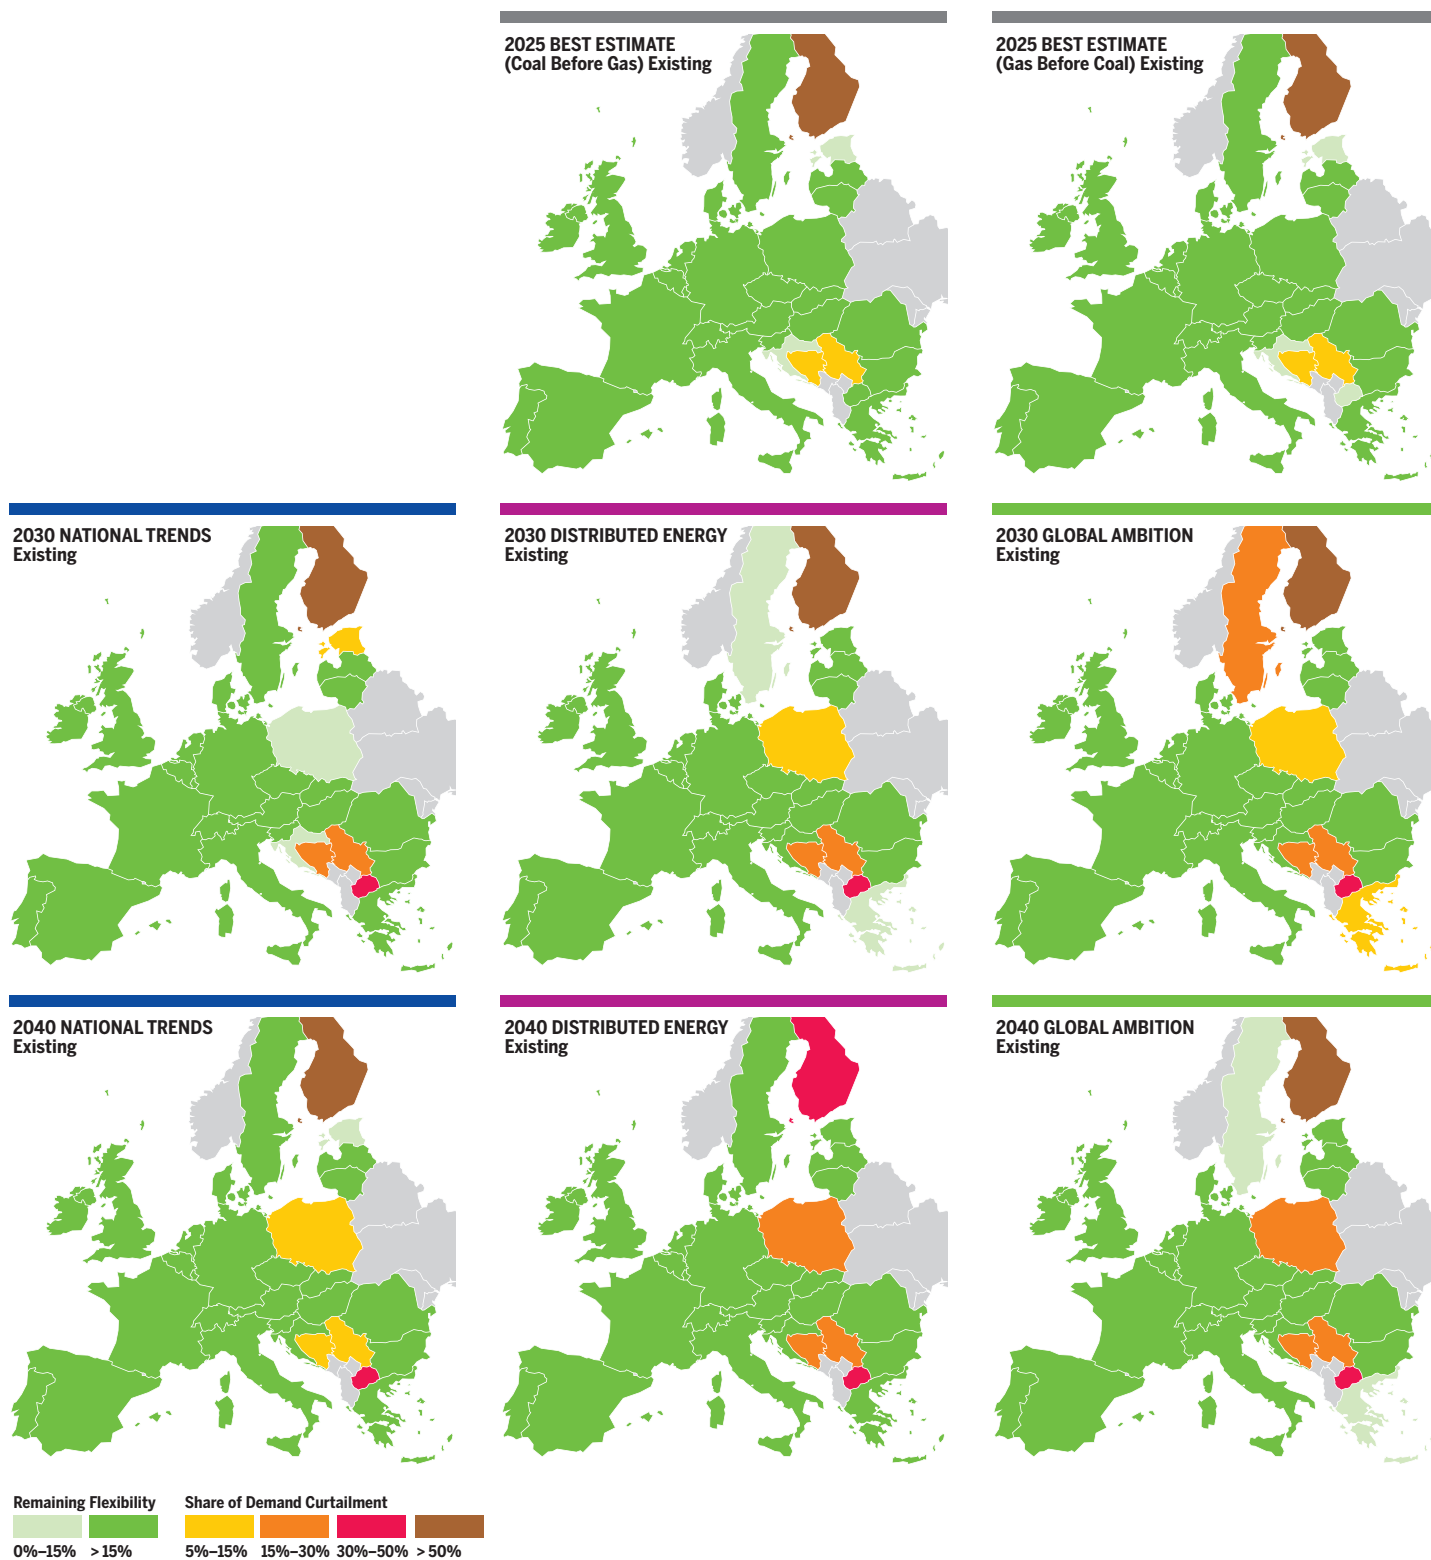 2025 BEST ESTIMATE
(Coal Before Gas) Existing
2025 BEST ESTIMATE
(Gas Before Coal) Existing
2030 NATIONAL TRENDS
Existing
2030 DISTRIBUTED ENERGY
Existing
2030 GLOBAL AMBITION
Existing
2040 NATIONAL TRENDS
Existing
2040 DISTRIBUTED ENERGY
Existing
2040 GLOBAL AMBITION
Existing
Remaining Flexibility
0%–15% > 15%
Share of Demand Curtailment
5%–15% 15%–30% 30%–50% > 50%